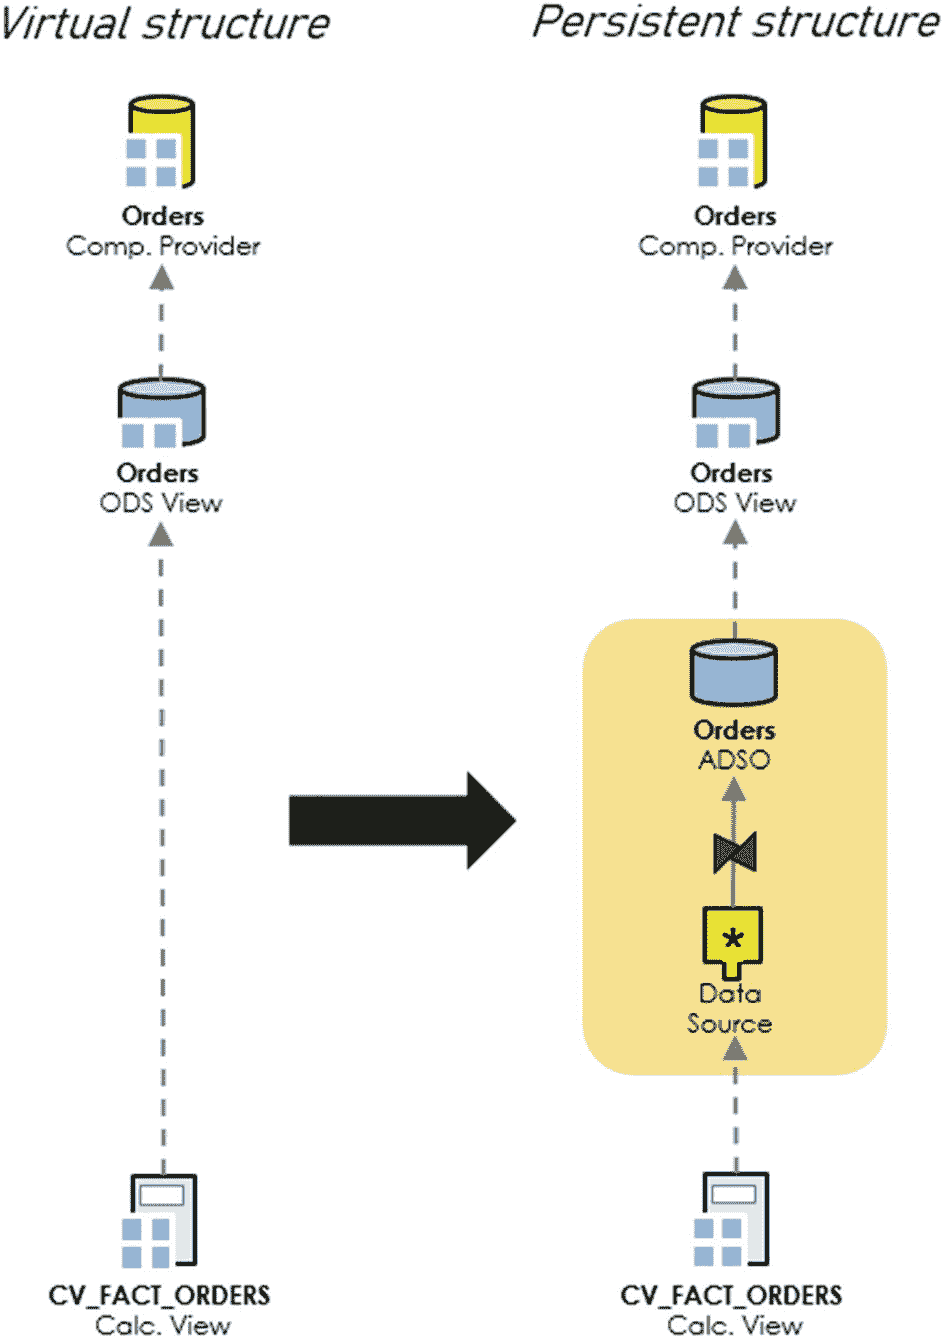 Virtual structure
Persistent structure
Orders
Comp. Provider
Orders
Comp. Provider
Orders
ODS View
Orders
ODS View
Orders
ADSO
*
Data
Source
CV_FACT_ORDERS
Calc. View
CV_FACT_ORDERS
Calc. View